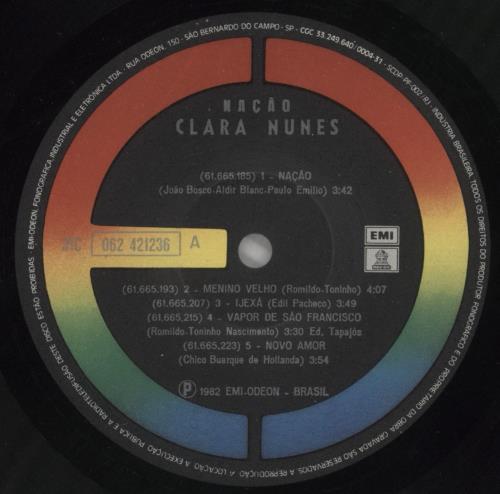 NAÇÃO
CLARA NUNES
(61.665.185) 1 - NAÇÃO
(João Bosco-Aldir Blanc-Paulo Emilio) 3:42
31C 062 421236 A
EMI
(61.665.193) 2 - MENINO VELHO (Romildo-Toninho) 4:07
(61.665.207) 3 - IJEXÁ (Edil Pacheco) 3:49
(61.665.215) 4 - VAPOR DE SÃO FRANCISCO
(Romildo-Toninho Nascimento) 3:30 Ed. Tapajós
(61.665,223) 5 - NOVO AMOR
(Chico Buarque de Hollanda) 3:54
Ⓟ 1982 EMI-ODEON - BRASIL
EMI-ODEON, FONOGRÁFICA, INDUSTRIAL E ELETRÔNICA LTDA. - RUA ODEON, 150 - SÃO BERNARDO DO CAMPO - SP - CGC 33.249.640/0004-31 - SCDP-PF-002/RJ. INDÚSTRIA BRASILEIRA. TODOS OS DIREITOS DO PRODUTOR FONOGRÁFICO E DO PROPRIETÁRIO DA OBRA GRAVADA SÃO RESERVADOS. A REPRODUÇÃO A LOCAÇÃO A EXECUÇÃO PÚBLICA E A RADIOTELEDIFUSÃO DESTE DISCO ESTÃO PROIBIDAS.